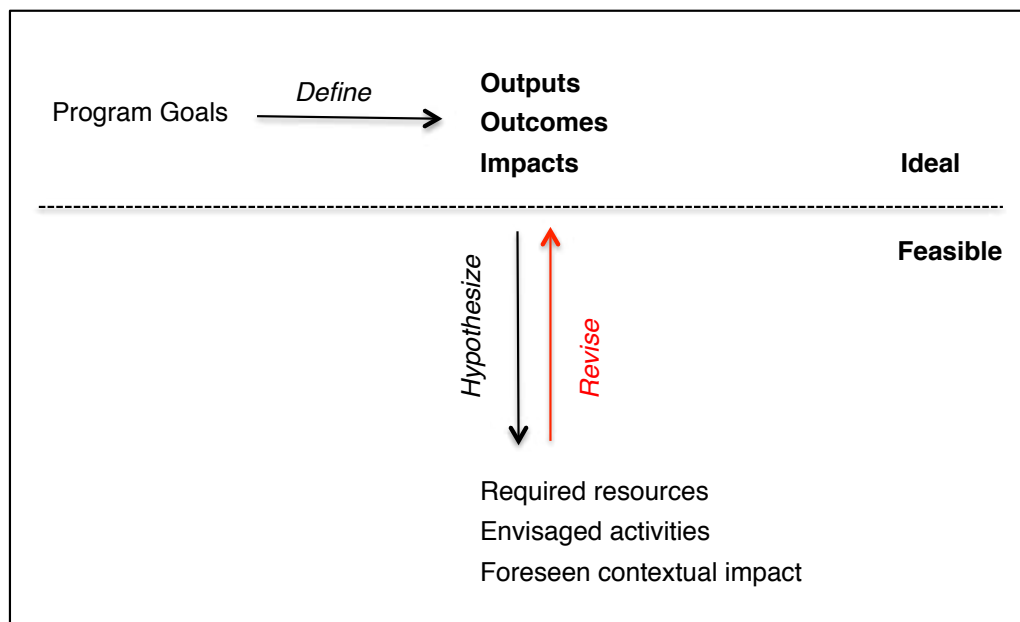 Program Goals
Define
Outputs
Outcomes
Impacts
Ideal
Feasible
Hypothesize
Revise
Required resources
Envisaged activities
Foreseen contextual impact